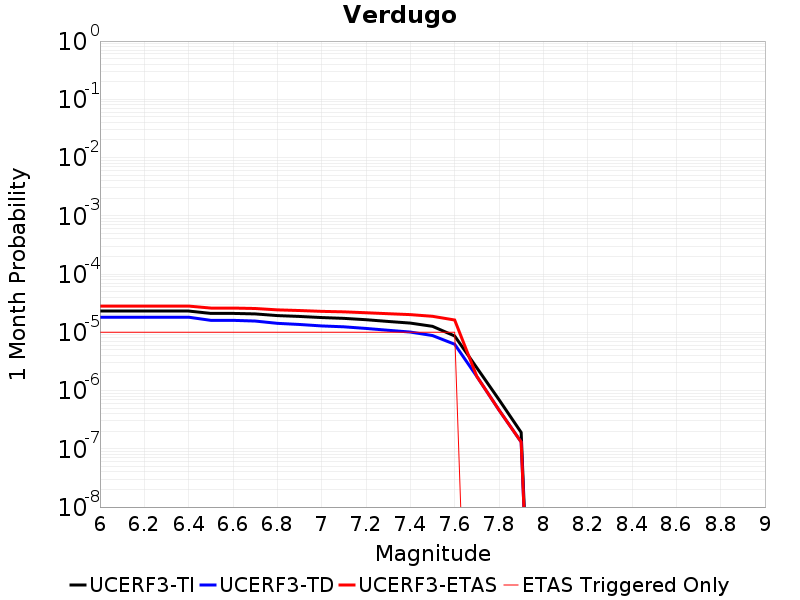 Verdugo
1 Month Probability
10^0
10^-1
10^-2
10^-3
10^-4
10^-5
10^-6
10^-7
10^-8
6 6.2 6.4 6.6 6.8 7 7.2 7.4 7.6 7.8 8 8.2 8.4 8.6 8.8 9
Magnitude
UCERF3-TI UCERF3-TD UCERF3-ETAS ETAS Triggered Only